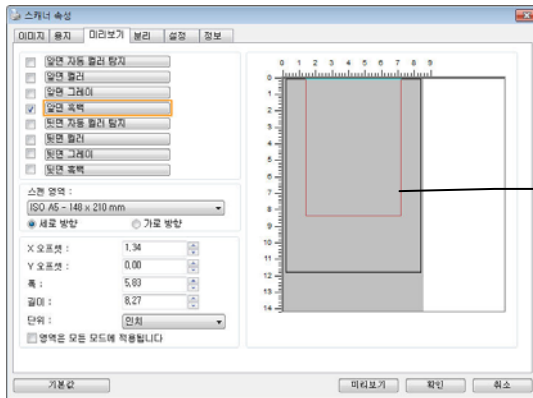 스캐너 속성
이미지 용지 미리보기 분리 설정 정보
앞면 자동 컬러 탐지
앞면 컬러
앞면 그레이
앞면 흑백
뒷면 자동 컬러 탐지
뒷면 컬러
뒷면 그레이
뒷면 흑백
스캔 영역 :
ISO A5 - 148 x 210 mm
세로 방향 가로 방향
X 오프셋 : 1,34
Y 오프셋 : 0,00
폭 : 5,83
길이 : 8,27
단위 : 인치
영역은 모든 모드에 적용됩니다
0 1 2 3 4 5 6 7 8 9
0
1
2
3
4
5
6
7
8
9
10
11
12
13
14
기본값 미리보기 확인 취소